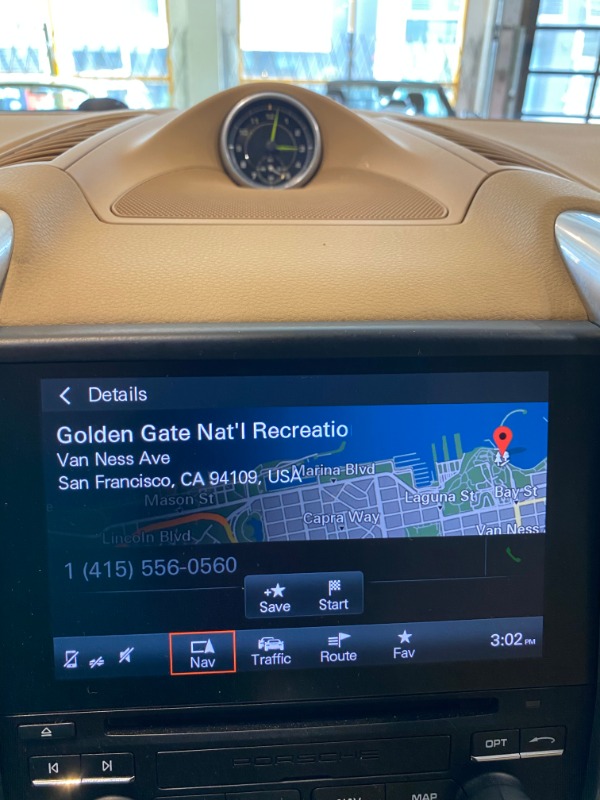 Details
Golden Gate Nat'l Recreatio
Van Ness Ave
San Francisco, CA 94109, USA
Marina Blvd
Mason St
Laguna St
Bay St
Capra Way
Lincoln Blvd
Van Ness
1 (415) 556-0560
Save
Start
Nav
Traffic
Route
Fav
3:02 PM
PORSCHE
OPT
MAP